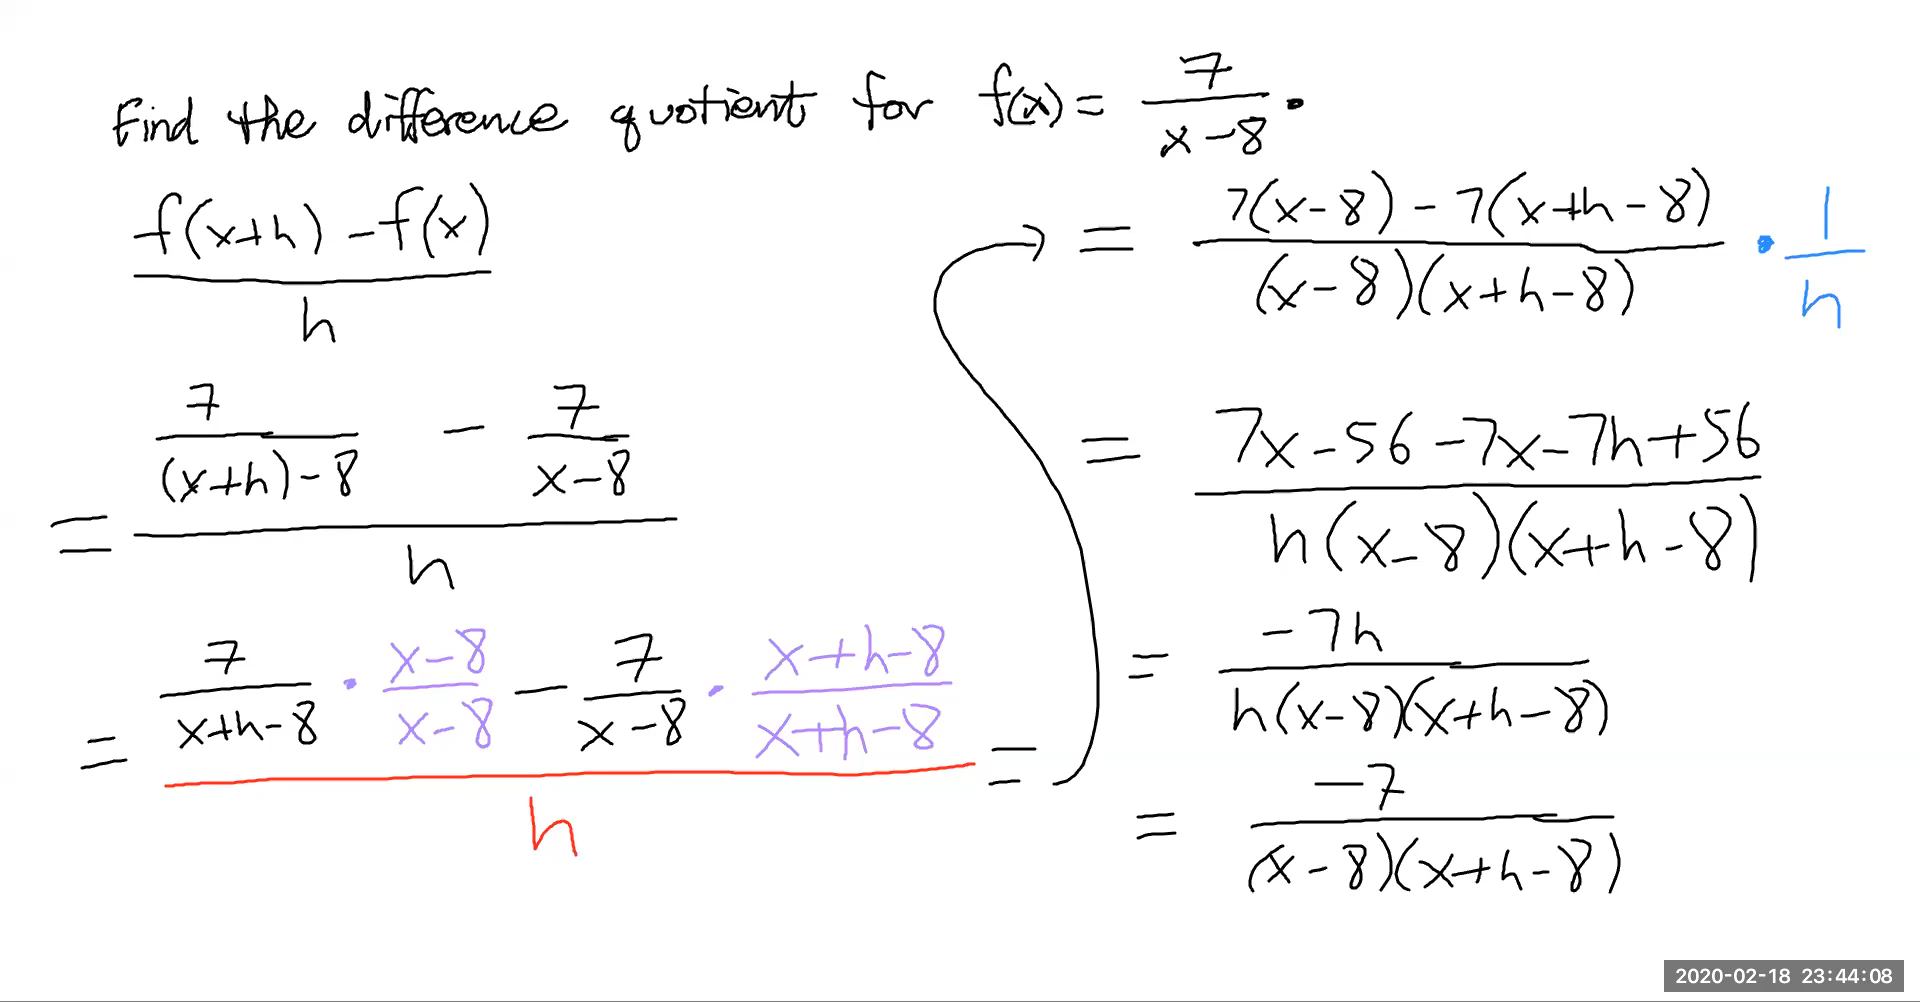 Find the difference quotient for f(x) = 7/(x-8).
(f(x+h) - f(x))/h
= (7/((x+h)-8) - 7/(x-8))/h
= (7/(x+h-8) · (x-8)/(x-8) - 7/(x-8) · (x+h-8)/(x+h-8))/h =
= (7(x-8) - 7(x+h-8))/((x-8)(x+h-8)) · 1/h
= (7x-56-7x-7h+56)/(h(x-8)(x+h-8))
= (-7h)/(h(x-8)(x+h-8))
= (-7)/((x-8)(x+h-8))
2020-02-18 23:44:08